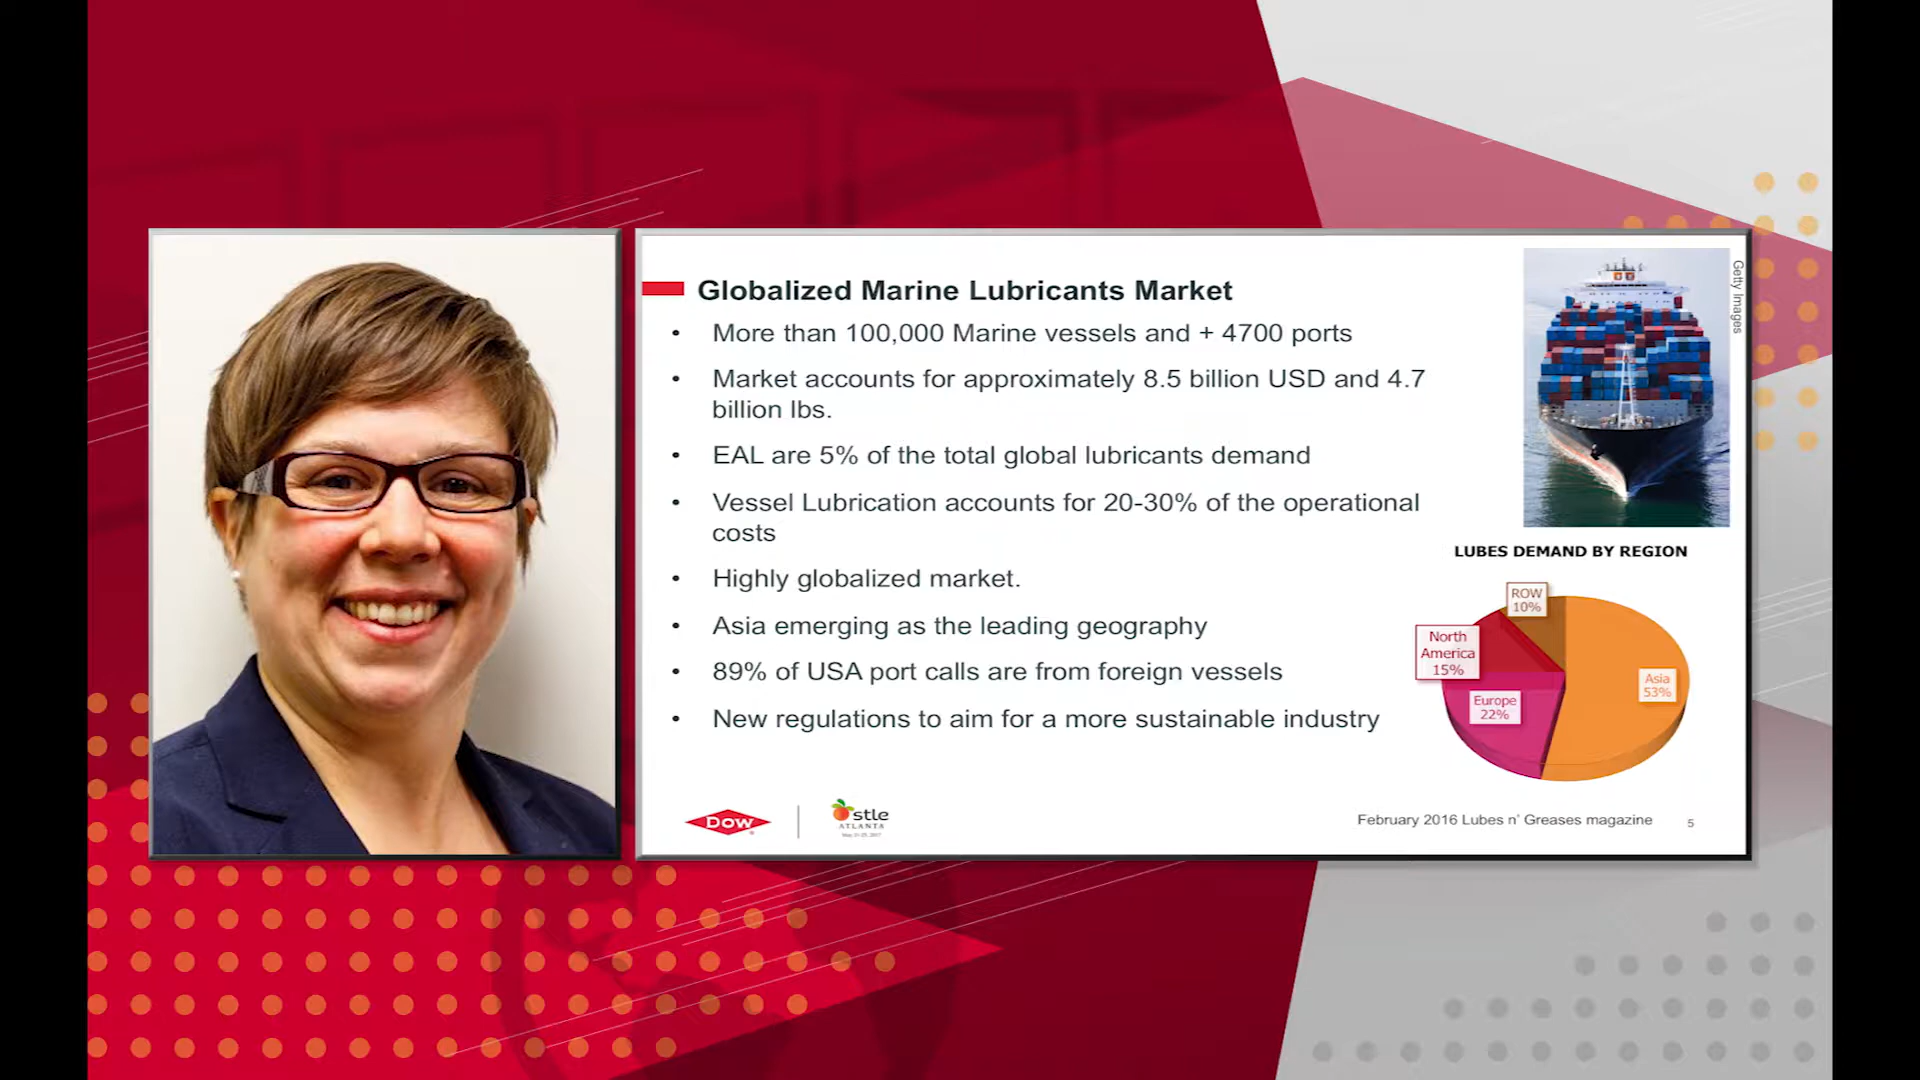 Globalized Marine Lubricants Market
• More than 100,000 Marine vessels and + 4700 ports
• Market accounts for approximately 8.5 billion USD and 4.7
billion lbs.
• EAL are 5% of the total global lubricants demand
• Vessel Lubrication accounts for 20-30% of the operational
costs
• Highly globalized market.
• Asia emerging as the leading geography
• 89% of USA port calls are from foreign vessels
• New regulations to aim for a more sustainable industry
Getty Images
LUBES DEMAND BY REGION
ROW
10%
North
America
15%
Europe
22%
Asia
53%
Dow
stle
ATLANTA
May 21-25, 2017
February 2016 Lubes n' Greases magazine
5